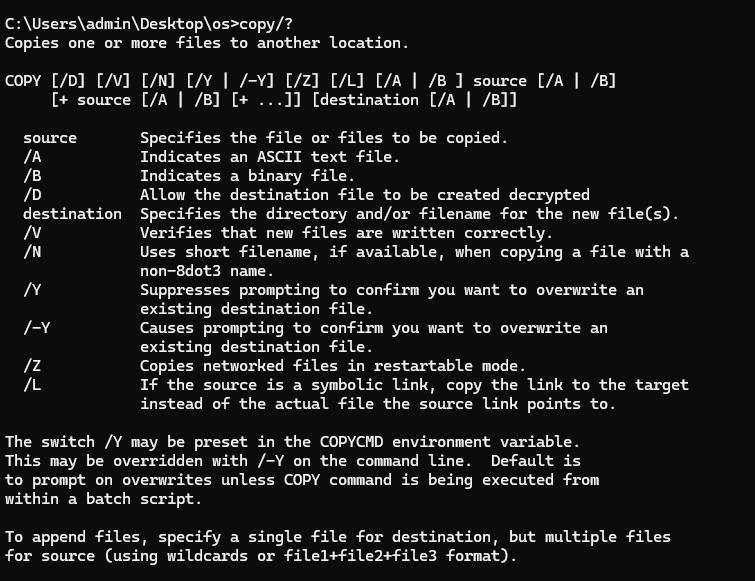 C:\Users\admin\Desktop\os>copy/?
Copies one or more files to another location.

COPY [/D] [/V] [/N] [/Y | /-Y] [/Z] [/L] [/A | /B ] source [/A | /B]
     [+ source [/A | /B] [+ ...]] [destination [/A | /B]]

  source       Specifies the file or files to be copied.
  /A           Indicates an ASCII text file.
  /B           Indicates a binary file.
  /D           Allow the destination file to be created decrypted
  destination  Specifies the directory and/or filename for the new file(s).
  /V           Verifies that new files are written correctly.
  /N           Uses short filename, if available, when copying a file with a
               non-8dot3 name.
  /Y           Suppresses prompting to confirm you want to overwrite an
               existing destination file.
  /-Y          Causes prompting to confirm you want to overwrite an
               existing destination file.
  /Z           Copies networked files in restartable mode.
  /L           If the source is a symbolic link, copy the link to the target
               instead of the actual file the source link points to.

The switch /Y may be preset in the COPYCMD environment variable.
This may be overridden with /-Y on the command line.  Default is
to prompt on overwrites unless COPY command is being executed from
within a batch script.

To append files, specify a single file for destination, but multiple files
for source (using wildcards or file1+file2+file3 format).